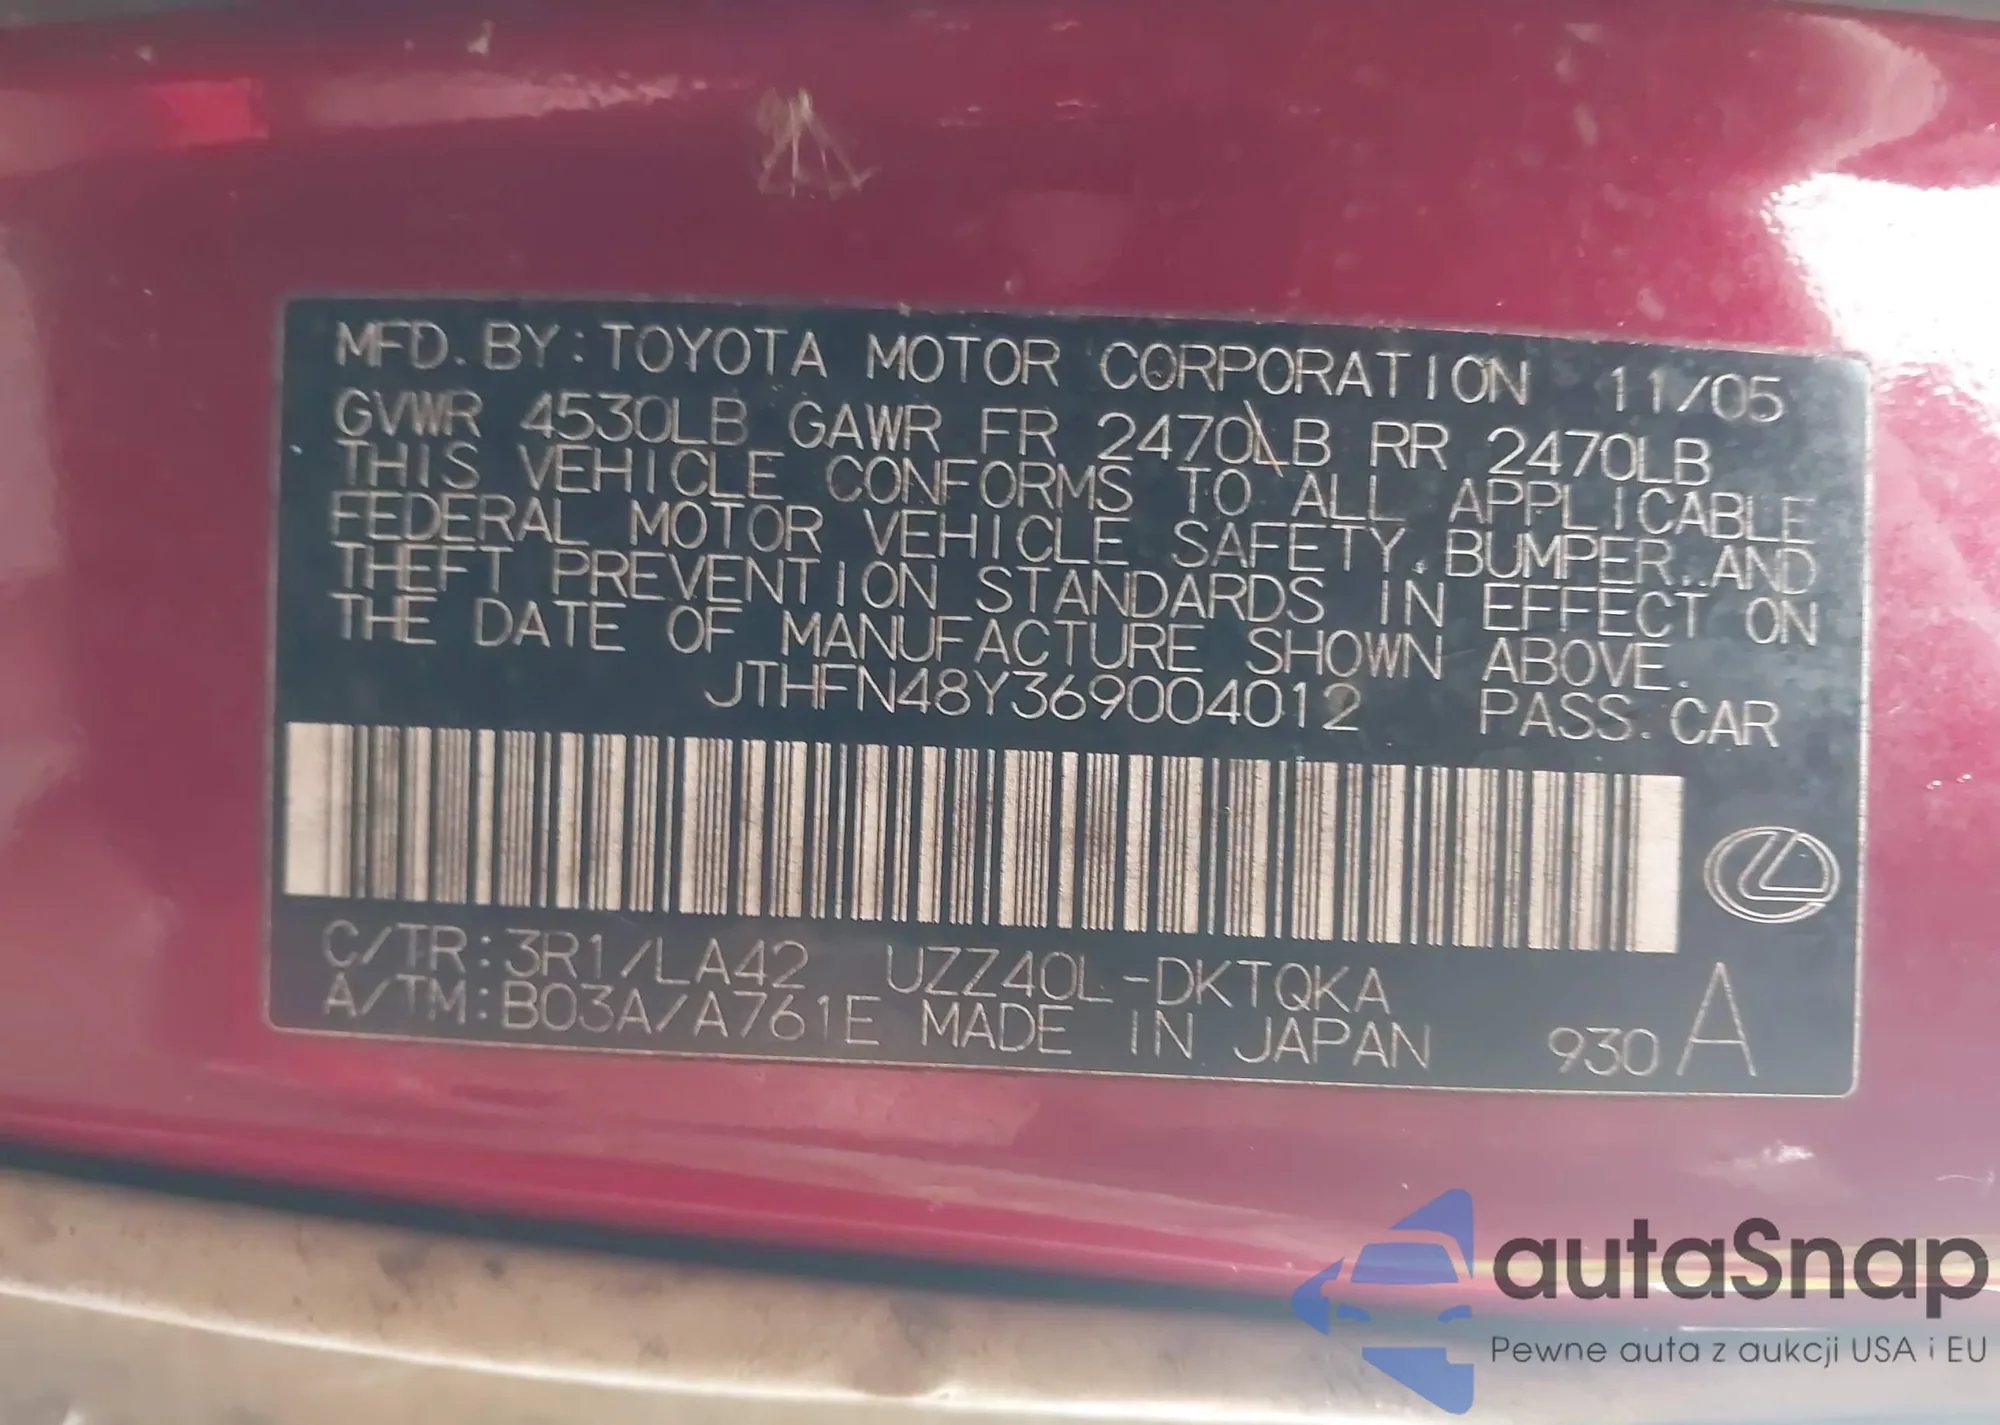 MFD. BY: TOYOTA MOTOR CORPORATION 11/05
GVWR 4530LB GAWR FR 2470LB RR 2470LB
THIS VEHICLE CONFORMS TO ALL APPLICABLE
FEDERAL MOTOR VEHICLE SAFETY, BUMPER, AND
THEFT PREVENTION STANDARDS IN EFFECT ON
THE DATE OF MANUFACTURE SHOWN ABOVE.
JTHFN48Y369004012 PASS. CAR
C/TR: 3R1/LA42 UZZ40L-DKTQKA
A/TM: B03A/A761E MADE IN JAPAN 930 A
autaSnap
Pewne auta z aukcji USA i EU